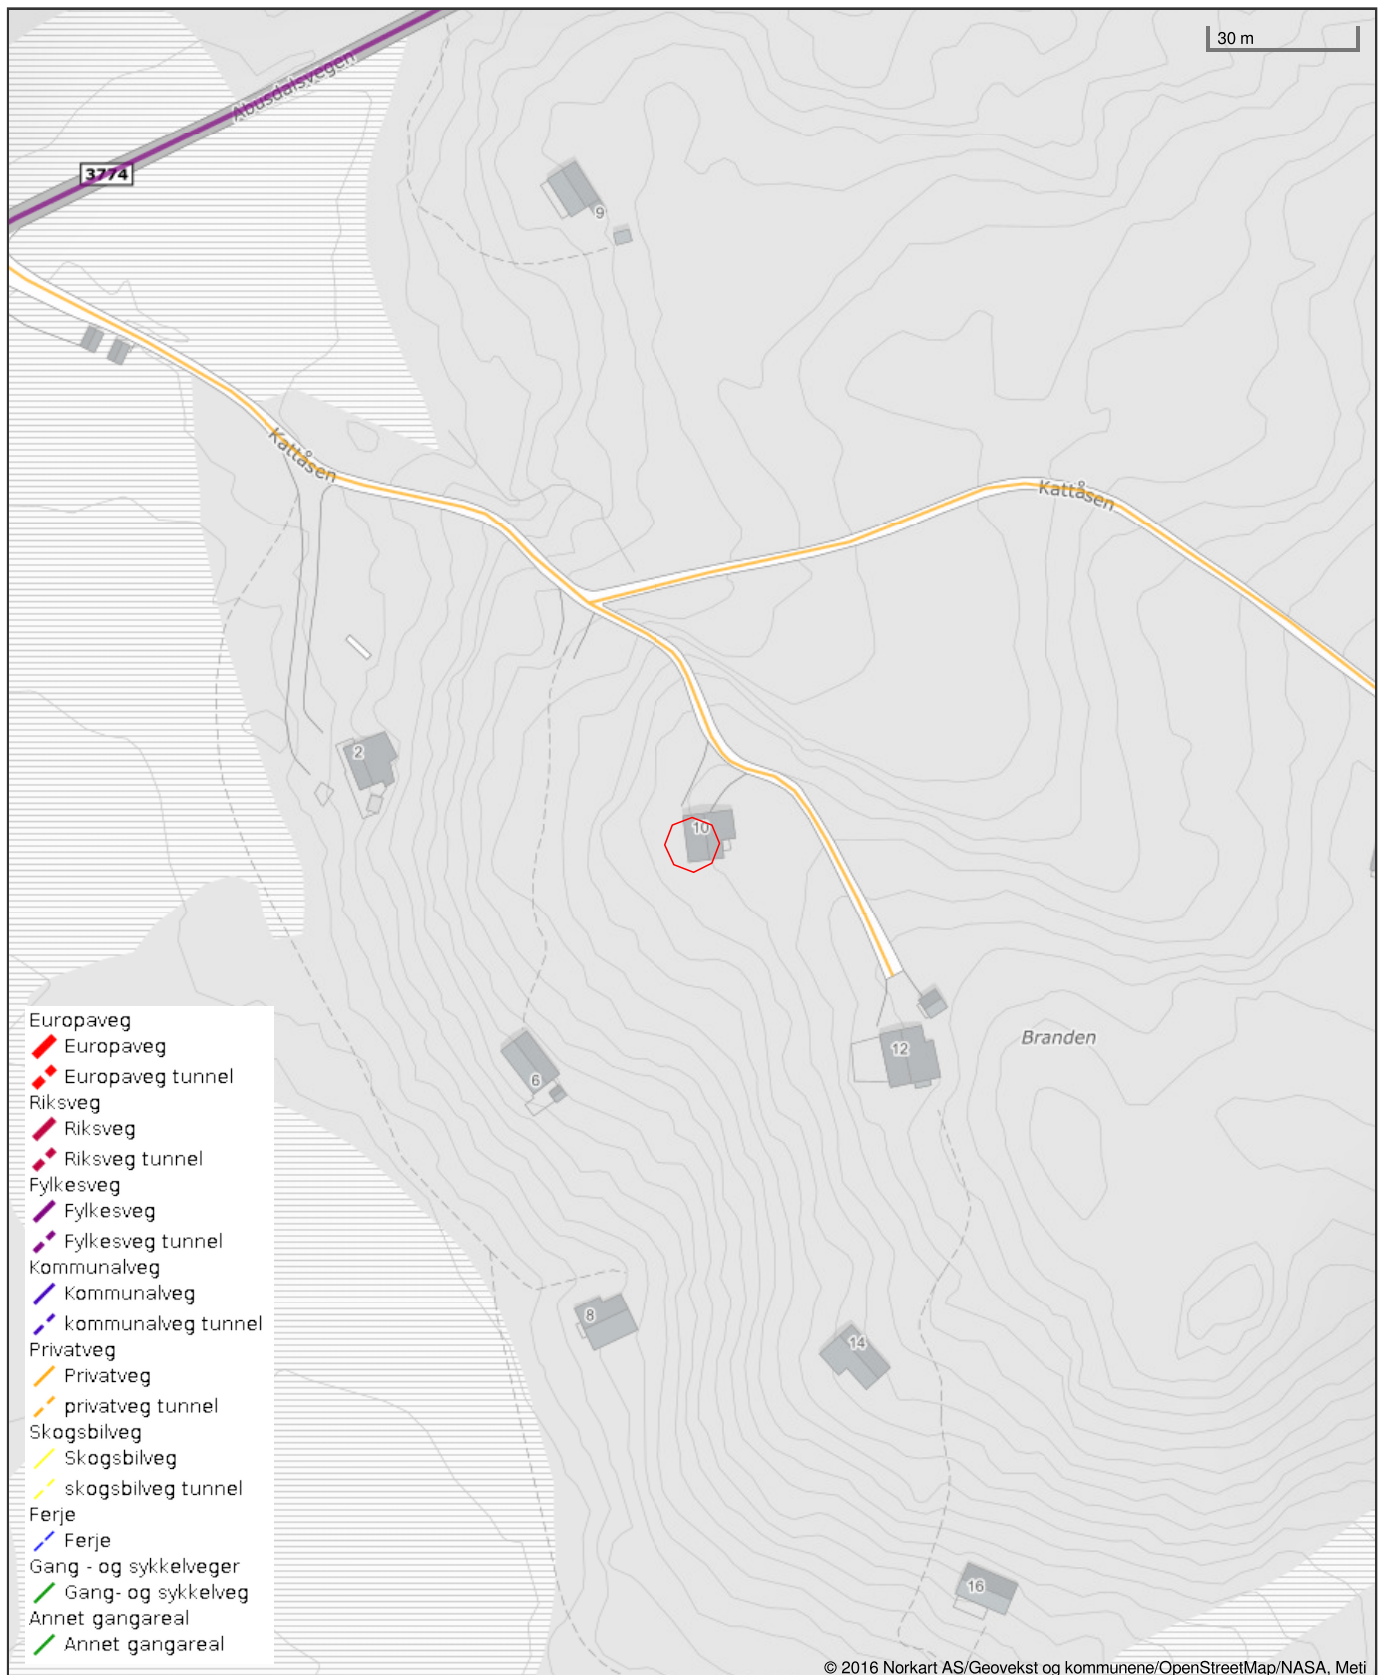 30 m
Abusdalsvegen
3774
9
Kattåsen
Kattåsen
2
10
Branden
12
6
8
14
16
Europaveg
Europaveg
Europaveg tunnel
Riksveg
Riksveg
Riksveg tunnel
Fylkesveg
Fylkesveg
Fylkesveg tunnel
Kommunalveg
Kommunalveg
kommunalveg tunnel
Privatveg
Privatveg
privatveg tunnel
Skogsbilveg
Skogsbilveg
skogsbilveg tunnel
Ferje
Ferje
Gang - og sykkelveger
Gang- og sykkelveg
Annet gangareal
Annet gangareal
© 2016 Norkart AS/Geovekst og kommunene/OpenStreetMap/NASA, Meti